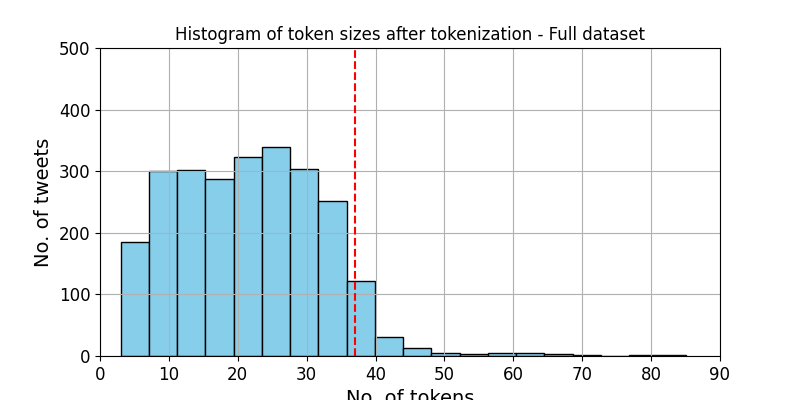 Histogram of token sizes after tokenization - Full dataset
500
400
300
200
100
0
No. of tweets
0 10 20 30 40 50 60 70 80 90
No. of tokens